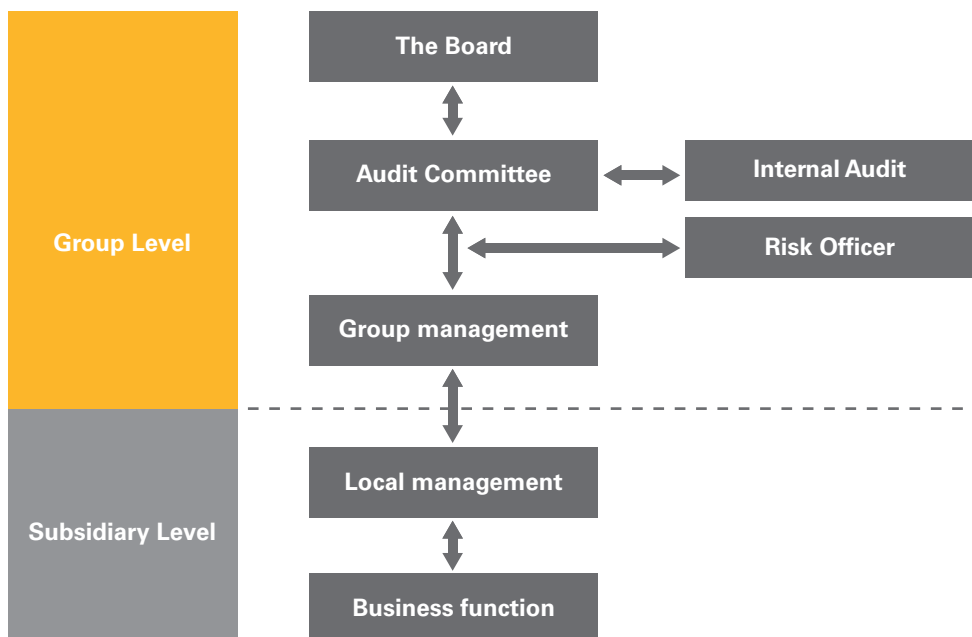 The Board
Audit Committee
Internal Audit
Risk Officer
Group Level
Group management
Local management
Subsidiary Level
Business function